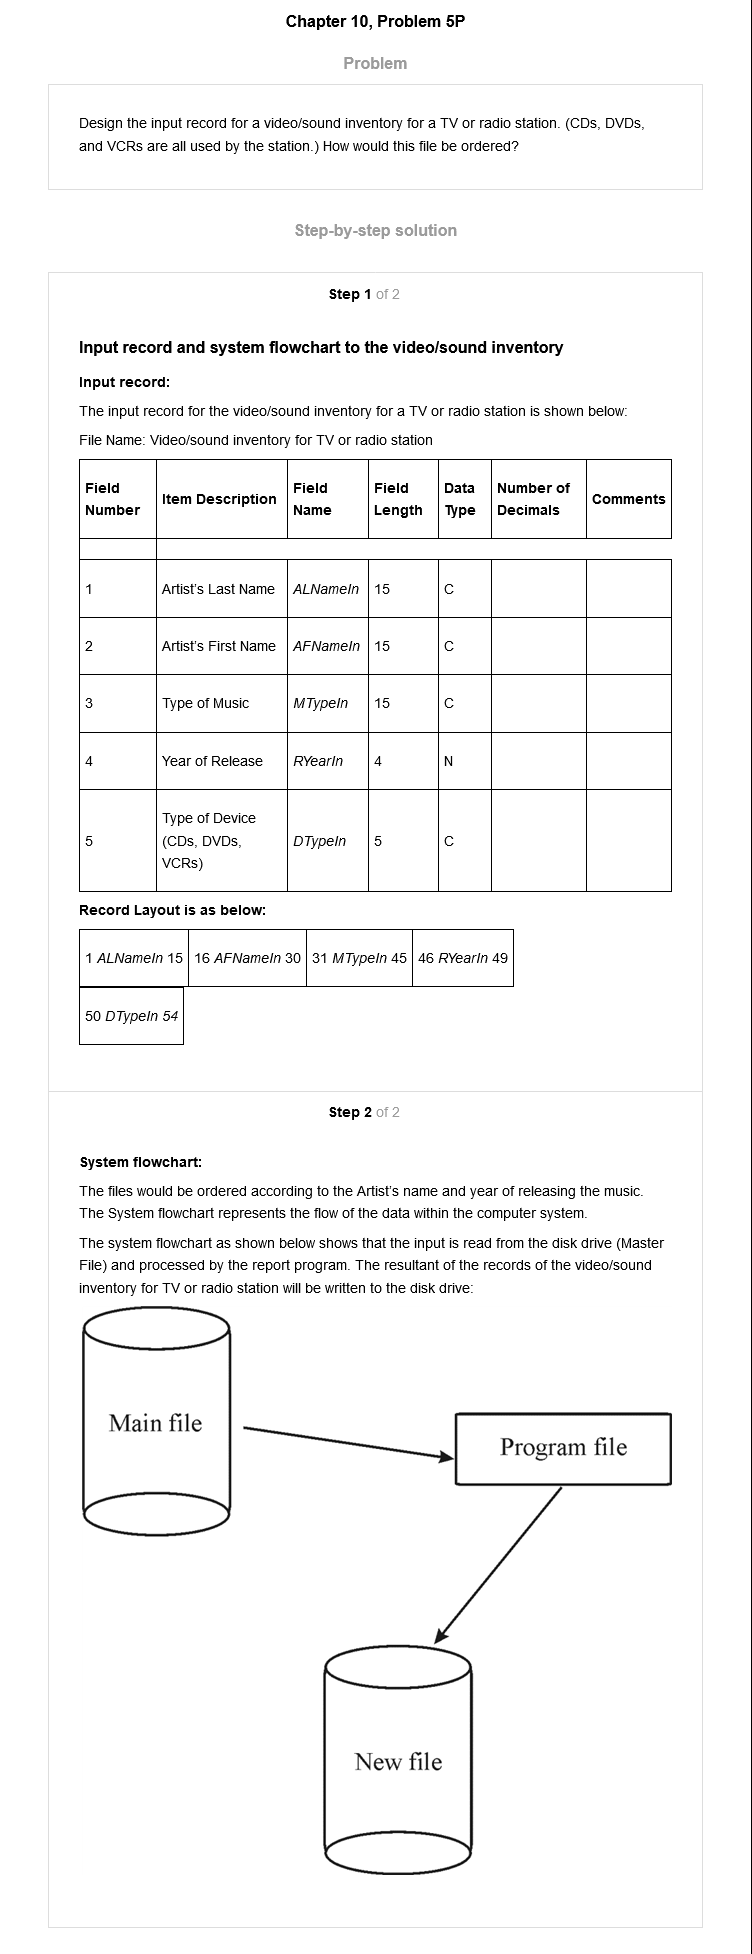 Chapter 10, Problem 5P
Problem
Design the input record for a video/sound inventory for a TV or radio station. (CDs, DVDs,
and VCRs are all used by the station.) How would this file be ordered?
Step-by-step solution
Step 1 of 2
Input record and system flowchart to the video/sound inventory
Input record:
The input record for the video/sound inventory for a TV or radio station is shown below:
File Name: Video/sound inventory for TV or radio station
Field Number Item Description Field Name Field Length Data Type Number of Decimals Comments
1 Artist's Last Name ALNameIn 15 C
2 Artist's First Name AFNameIn 15 C
3 Type of Music MTypeIn 15 C
4 Year of Release RYearIn 4 N
5 Type of Device (CDs, DVDs, VCRs) DTypeIn 5 C
Record Layout is as below:
1 ALNameIn 15 16 AFNameIn 30 31 MTypeIn 45 46 RYearIn 49
50 DTypeIn 54
Step 2 of 2
System flowchart:
The files would be ordered according to the Artist's name and year of releasing the music.
The System flowchart represents the flow of the data within the computer system.
The system flowchart as shown below shows that the input is read from the disk drive (Master
File) and processed by the report program. The resultant of the records of the video/sound
inventory for TV or radio station will be written to the disk drive:
Main file
Program file
New file